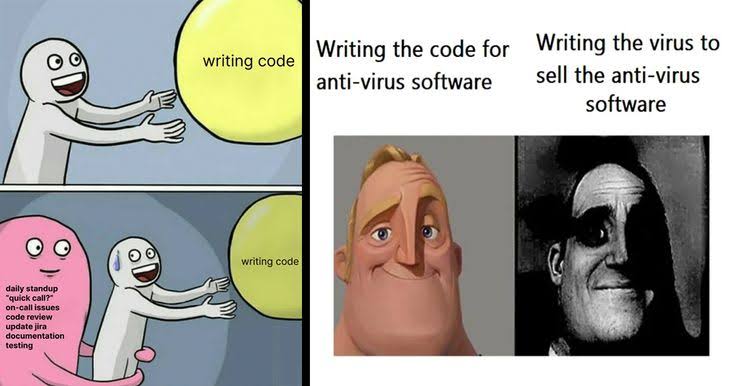 writing code
writing code
daily standup
"quick call?"
on-call issues
code review
update jira
documentation
testing
Writing the code for
anti-virus software
Writing the virus to
sell the anti-virus
software